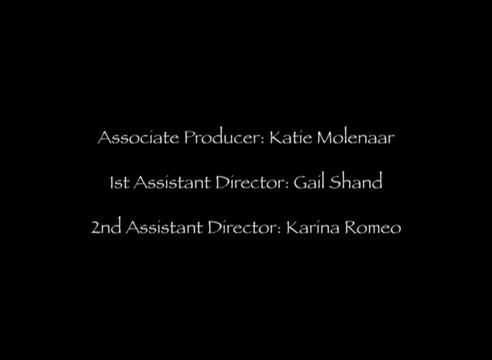 Associate Producer: Katie Molenaar
1st Assistant Director: Gail Shand
2nd Assistant Director: Karina Romeo